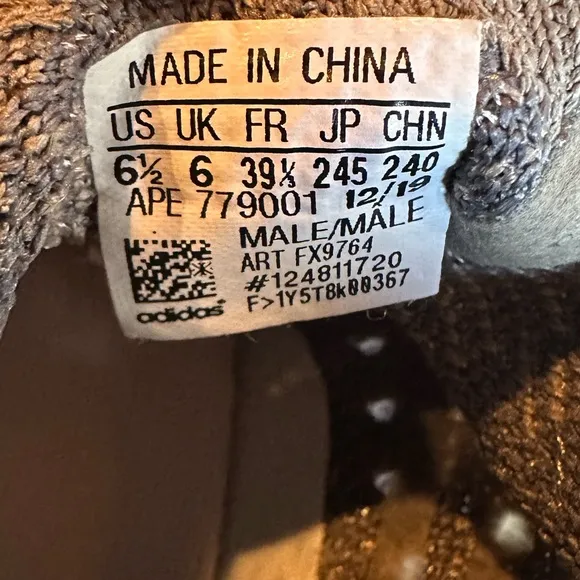 MADE IN CHINA
US UK FR JP CHN
6½ 6 39⅓ 245 240
APE 779001 12/19
MALE/MÂLE
ART FX9764
#124811720
F>1Y5T8k00367
adidas